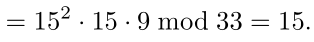 = 15² · 15 · 9 mod 33 = 15.